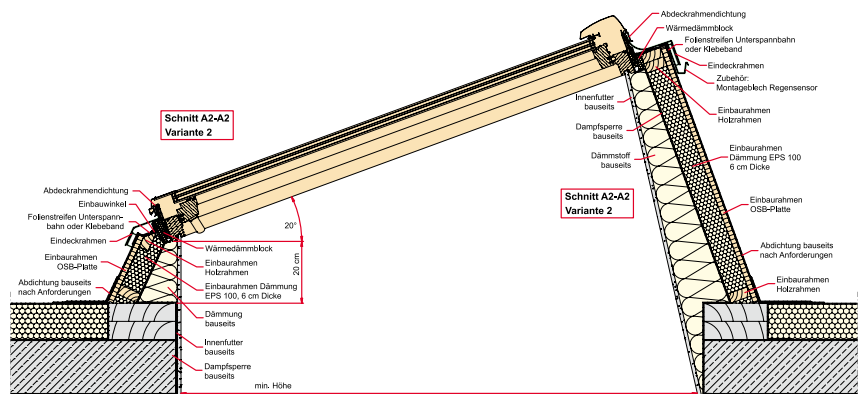 Abdeckrahmendichtung
Wärmedämmblock
Folienstreifen Unterspannbahn
oder Klebeband
Eindeckrahmen
Zubehör:
Montageblech Regensensor
Innenfutter
bauseits
Einbaurahmen
Holzrahmen
Schnitt A2-A2
Variante 2
Dampfsperre
bauseits
Dämmstoff
bauseits
Einbaurahmen
Dämmung EPS 100
6 cm Dicke
Schnitt A2-A2
Variante 2
Einbaurahmen
OSB-Platte
Abdichtung bauseits
nach Anforderungen
Einbaurahmen
Holzrahmen
Abdeckrahmendichtung
Einbauwinkel
Folienstreifen Unterspann-
bahn oder Klebeband
Eindeckrahmen
Einbaurahmen
OSB-Platte
Abdichtung bauseits
nach Anforderungen
20°
20 cm
Wärmedämmblock
Einbaurahmen
Holzrahmen
Einbaurahmen Dämmung
EPS 100, 6 cm Dicke
Dämmung
bauseits
Innenfutter
bauseits
Dampfsperre
bauseits
min. Höhe